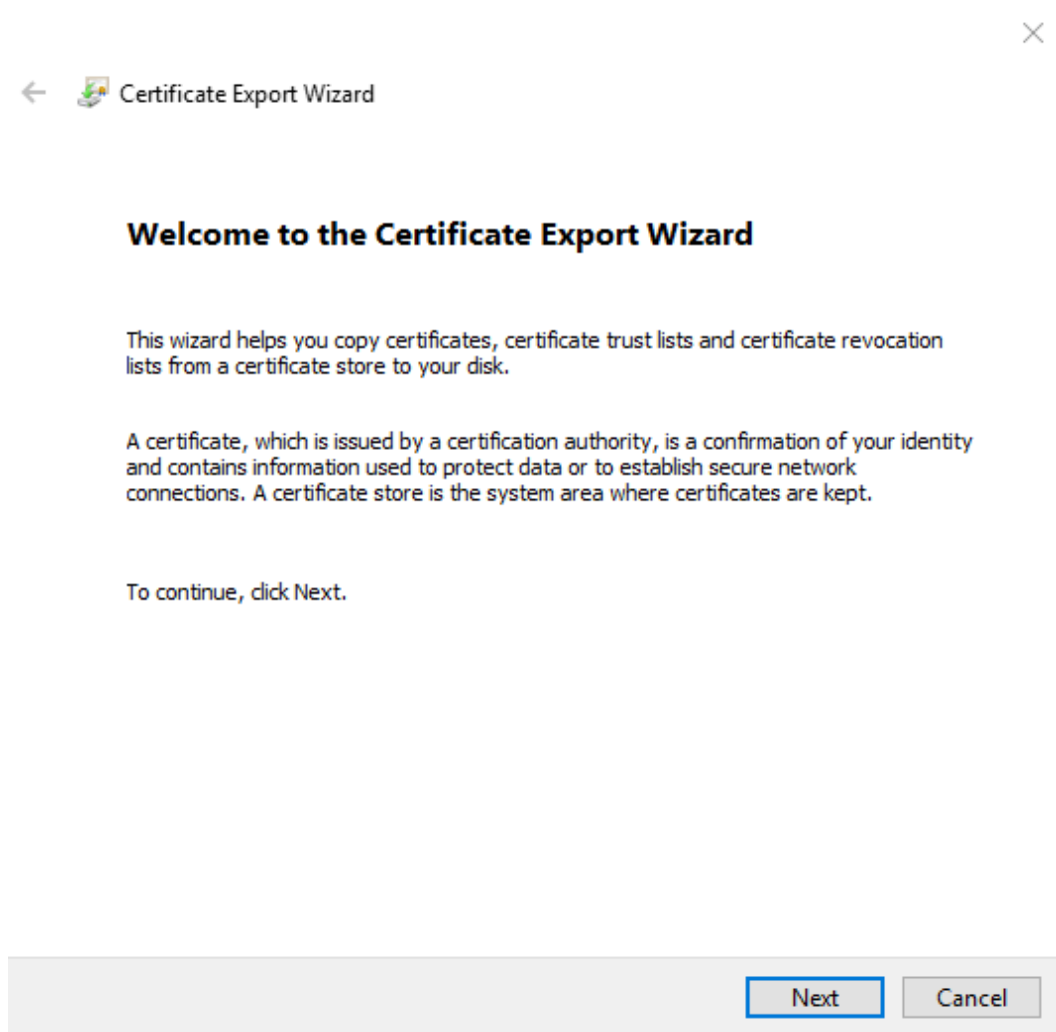 Certificate Export Wizard
Welcome to the Certificate Export Wizard
This wizard helps you copy certificates, certificate trust lists and certificate revocation
lists from a certificate store to your disk.
A certificate, which is issued by a certification authority, is a confirmation of your identity
and contains information used to protect data or to establish secure network
connections. A certificate store is the system area where certificates are kept.
To continue, click Next.
Next
Cancel